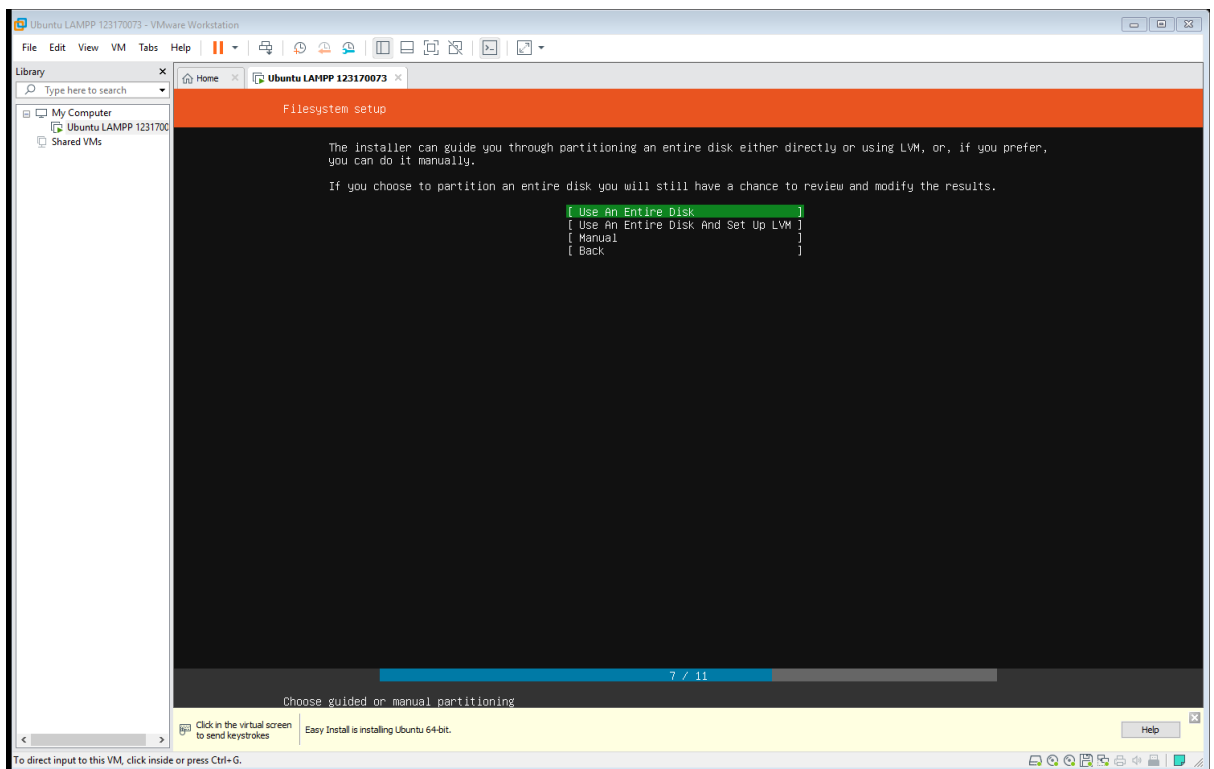 Ubuntu LAMPP 123170073 - VMware Workstation
File Edit View VM Tabs Help
Library
Type here to search
My Computer
Ubuntu LAMPP 1231700
Shared VMs
Home
Ubuntu LAMPP 123170073
Filesystem setup
The installer can guide you through partitioning an entire disk either directly or using LVM, or, if you prefer,
you can do it manually.
If you choose to partition an entire disk you will still have a chance to review and modify the results.
[ Use An Entire Disk ]
[ Use An Entire Disk And Set Up LVM ]
[ Manual ]
[ Back ]
7 / 11
Choose guided or manual partitioning
Click in the virtual screen
to send keystrokes
Easy Install is installing Ubuntu 64-bit.
Help
To direct input to this VM, click inside or press Ctrl+G.